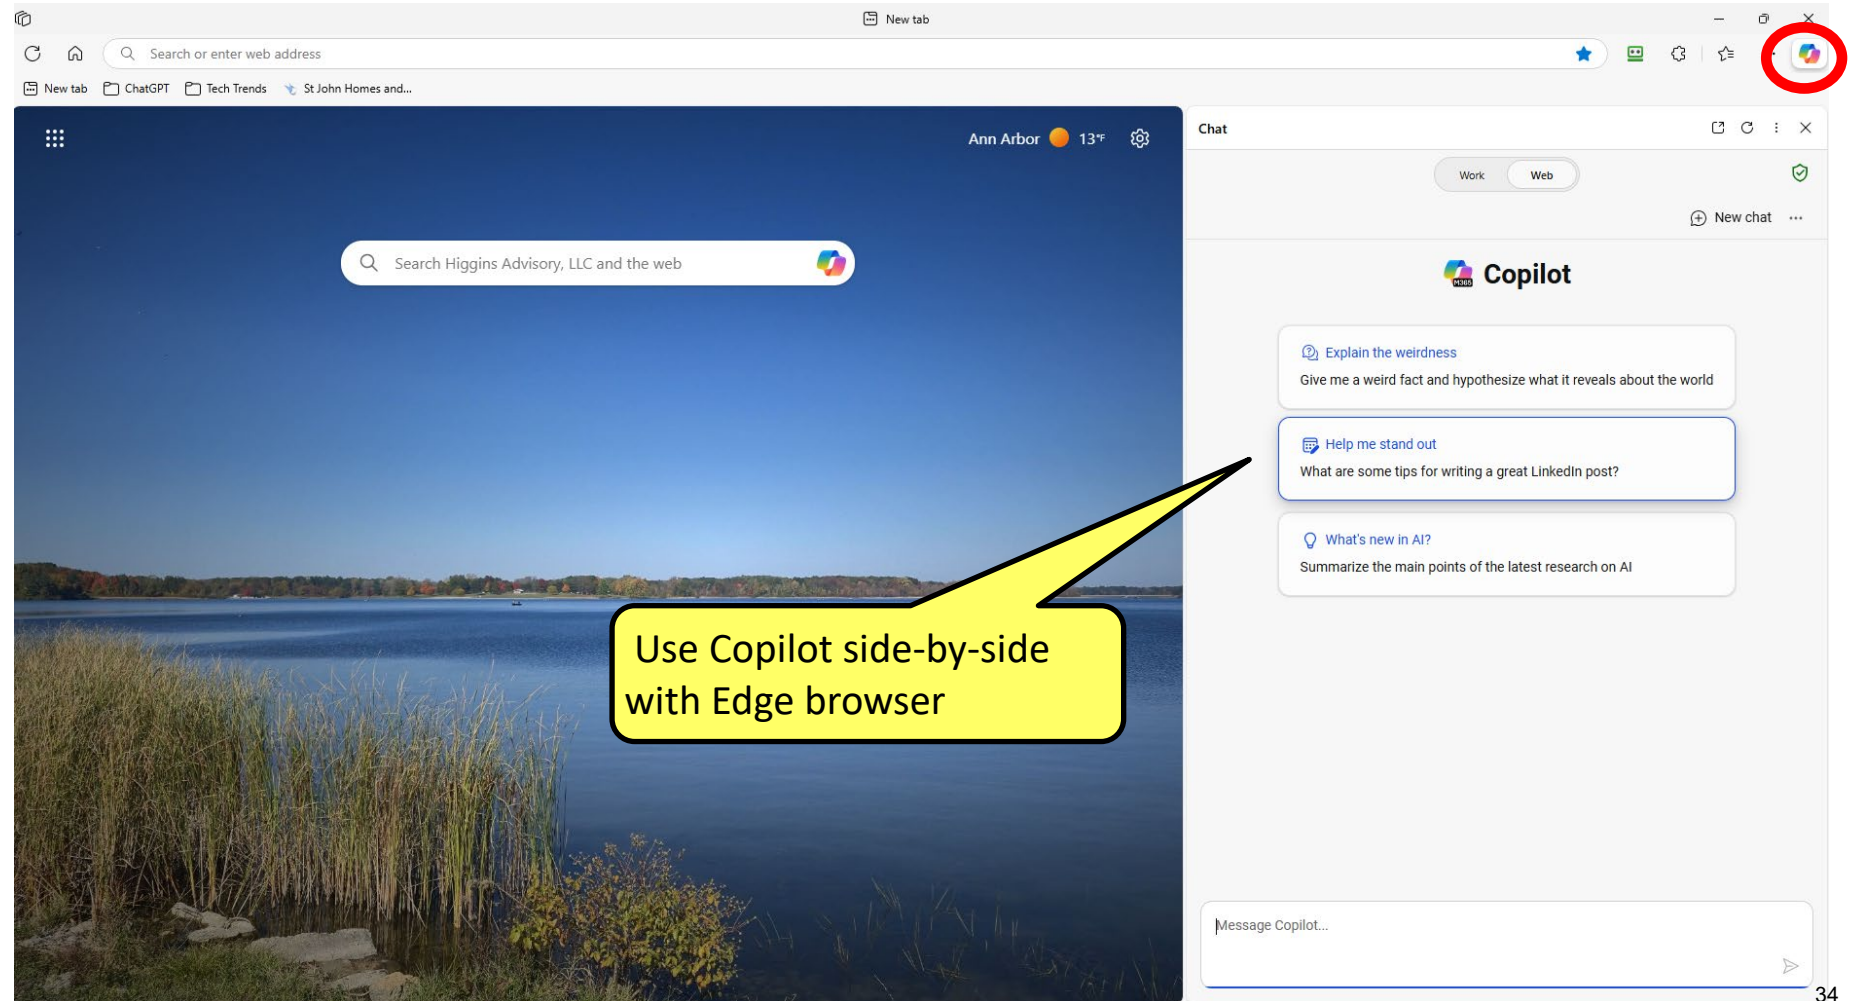 New tab
Search or enter web address
New tab ChatGPT Tech Trends St John Homes and...
Ann Arbor 13°F
Search Higgins Advisory, LLC and the web
Chat
Work Web
New chat
M365 Copilot
Explain the weirdness
Give me a weird fact and hypothesize what it reveals about the world
Help me stand out
What are some tips for writing a great LinkedIn post?
What's new in AI?
Summarize the main points of the latest research on AI
Use Copilot side-by-side
with Edge browser
Message Copilot...
34